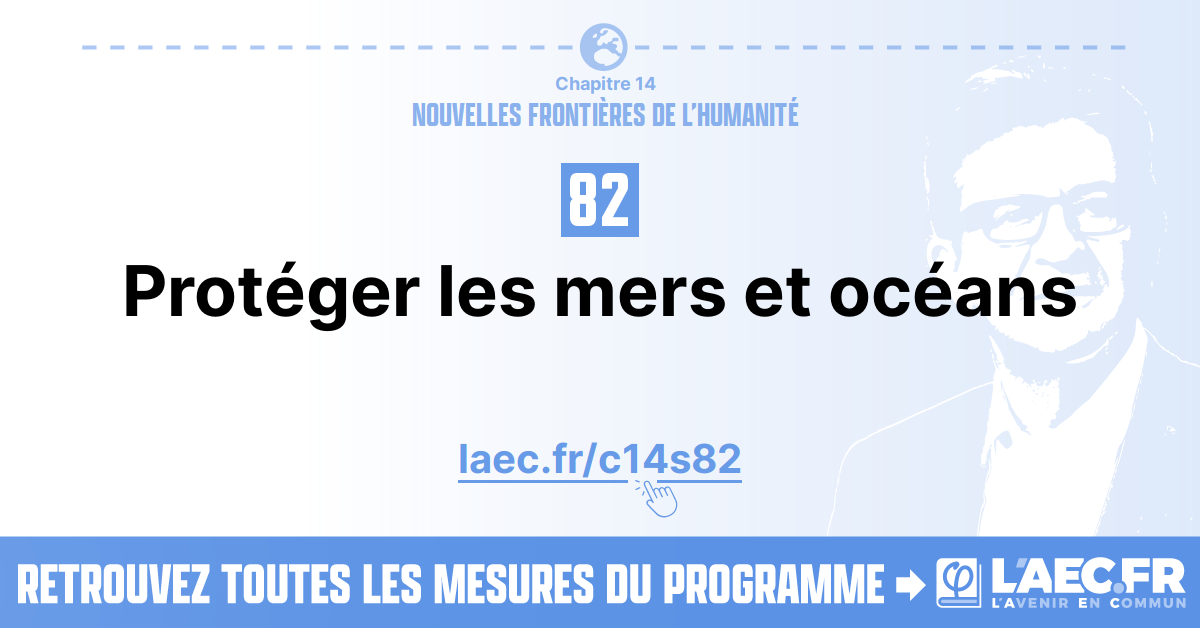 Chapitre 14
NOUVELLES FRONTIÈRES DE L'HUMANITÉ
82
Protéger les mers et océans
laec.fr/c14s82
RETROUVEZ TOUTES LES MESURES DU PROGRAMME
L'AEC.FR
L'AVENIR EN COMMUN